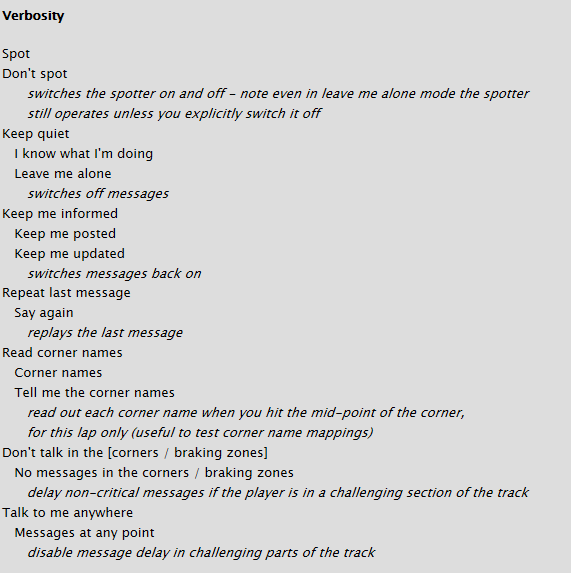 Verbosity
Spot
Don't spot
switches the spotter on and off - note even in leave me alone mode the spotter
still operates unless you explicitly switch it off
Keep quiet
I know what I'm doing
Leave me alone
switches off messages
Keep me informed
Keep me posted
Keep me updated
switches messages back on
Repeat last message
Say again
replays the last message
Read corner names
Corner names
Tell me the corner names
read out each corner name when you hit the mid-point of the corner,
for this lap only (useful to test corner name mappings)
Don't talk in the [corners / braking zones]
No messages in the corners / braking zones
delay non-critical messages if the player is in a challenging section of the track
Talk to me anywhere
Messages at any point
disable message delay in challenging parts of the track